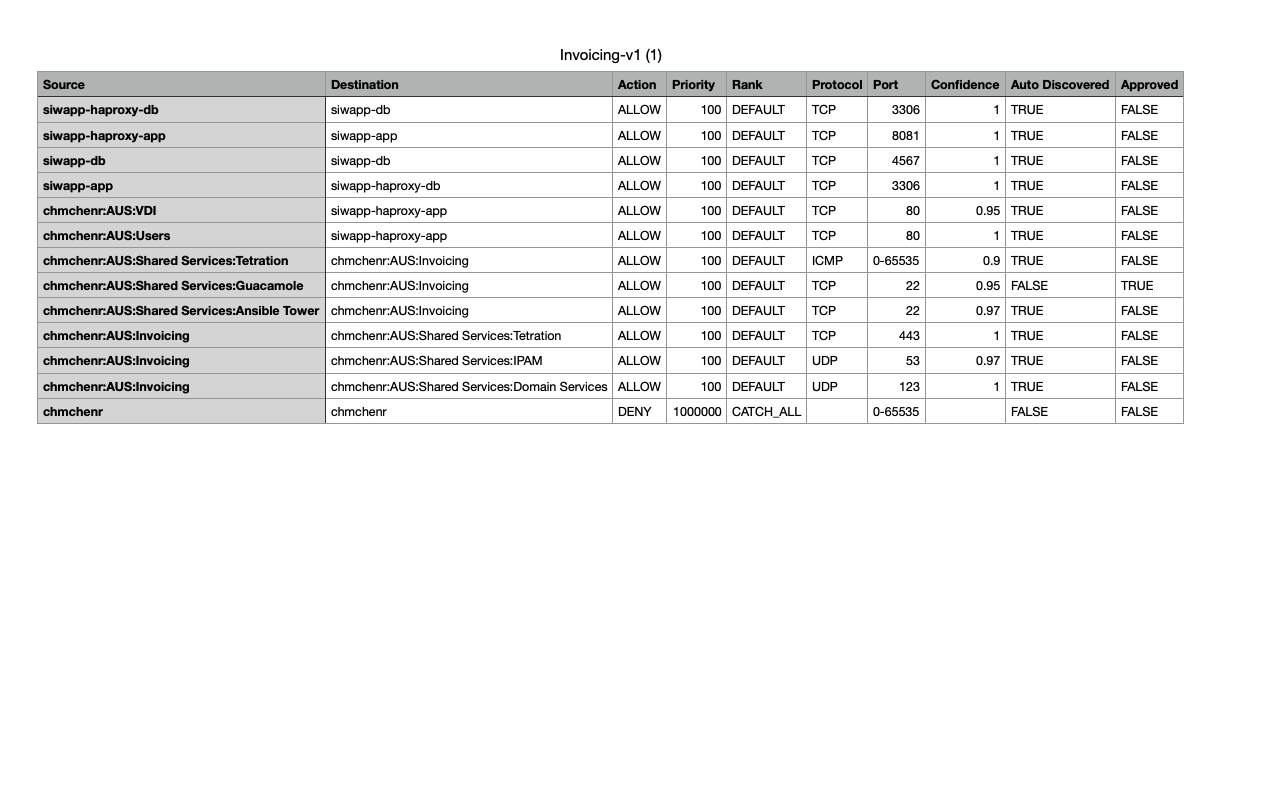 Invoicing-v1 (1)
Source Destination Action Priority Rank Protocol Port Confidence Auto Discovered Approved
siwapp-haproxy-db siwapp-db ALLOW 100 DEFAULT TCP 3306 1 TRUE FALSE
siwapp-haproxy-app siwapp-app ALLOW 100 DEFAULT TCP 8081 1 TRUE FALSE
siwapp-db siwapp-db ALLOW 100 DEFAULT TCP 4567 1 TRUE FALSE
siwapp-app siwapp-haproxy-db ALLOW 100 DEFAULT TCP 3306 1 TRUE FALSE
chmchenr:AUS:VDI siwapp-haproxy-app ALLOW 100 DEFAULT TCP 80 0.95 TRUE FALSE
chmchenr:AUS:Users siwapp-haproxy-app ALLOW 100 DEFAULT TCP 80 1 TRUE FALSE
chmchenr:AUS:Shared Services:Tetration chmchenr:AUS:Invoicing ALLOW 100 DEFAULT ICMP 0-65535 0.9 TRUE FALSE
chmchenr:AUS:Shared Services:Guacamole chmchenr:AUS:Invoicing ALLOW 100 DEFAULT TCP 22 0.95 FALSE TRUE
chmchenr:AUS:Shared Services:Ansible Tower chmchenr:AUS:Invoicing ALLOW 100 DEFAULT TCP 22 0.97 TRUE FALSE
chmchenr:AUS:Invoicing chmchenr:AUS:Shared Services:Tetration ALLOW 100 DEFAULT TCP 443 1 TRUE FALSE
chmchenr:AUS:Invoicing chmchenr:AUS:Shared Services:IPAM ALLOW 100 DEFAULT UDP 53 0.97 TRUE FALSE
chmchenr:AUS:Invoicing chmchenr:AUS:Shared Services:Domain Services ALLOW 100 DEFAULT UDP 123 1 TRUE FALSE
chmchenr chmchenr DENY 1000000 CATCH_ALL 0-65535 FALSE FALSE